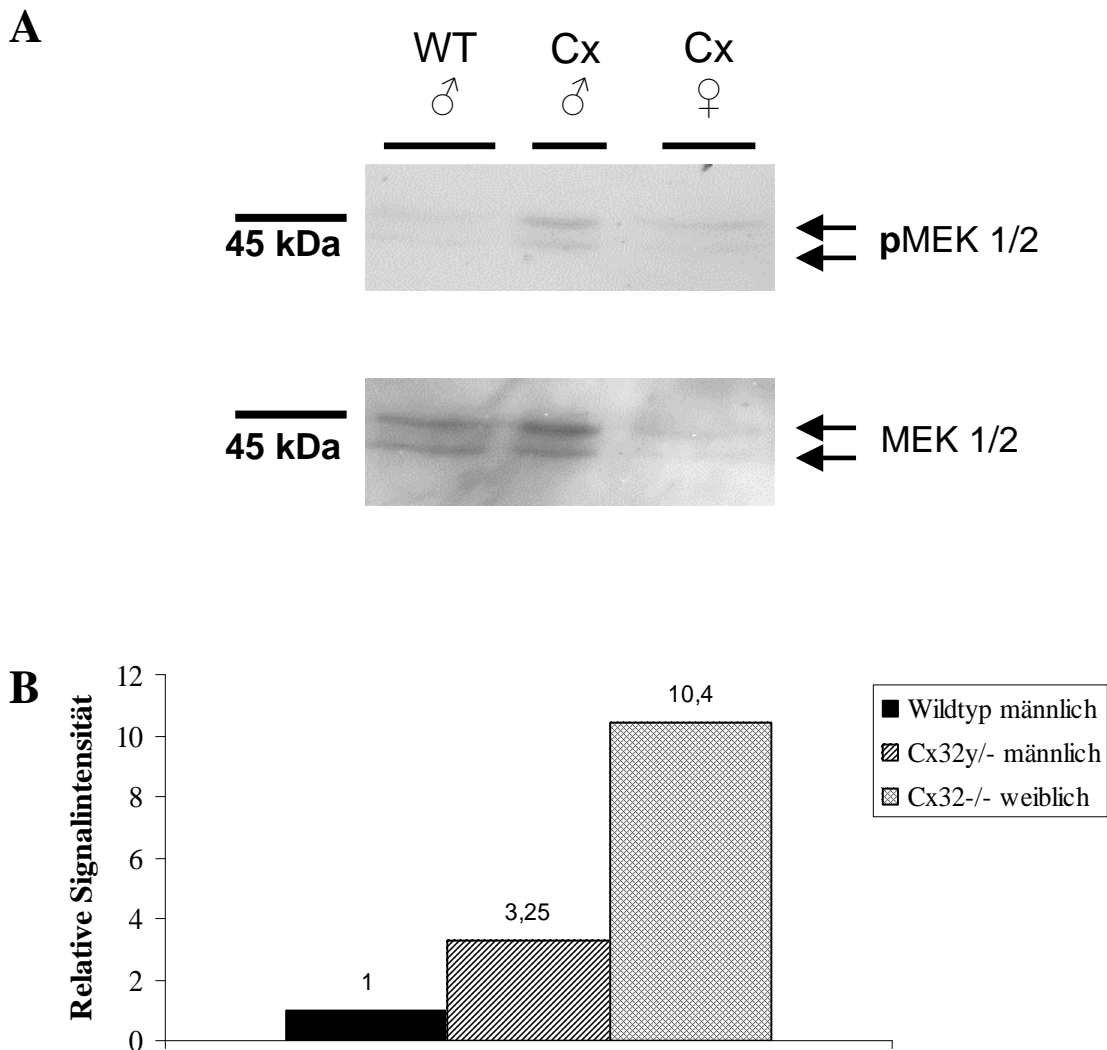 A
WT Cx Cx
♂ ♂ ♀
45 kDa
pMEK 1/2
45 kDa
MEK 1/2
B
Relative Signalintensität
12
10
8
6
4
2
0
1
3,25
10,4
Wildtyp männlich
Cx32y/- männlich
Cx32-/- weiblich